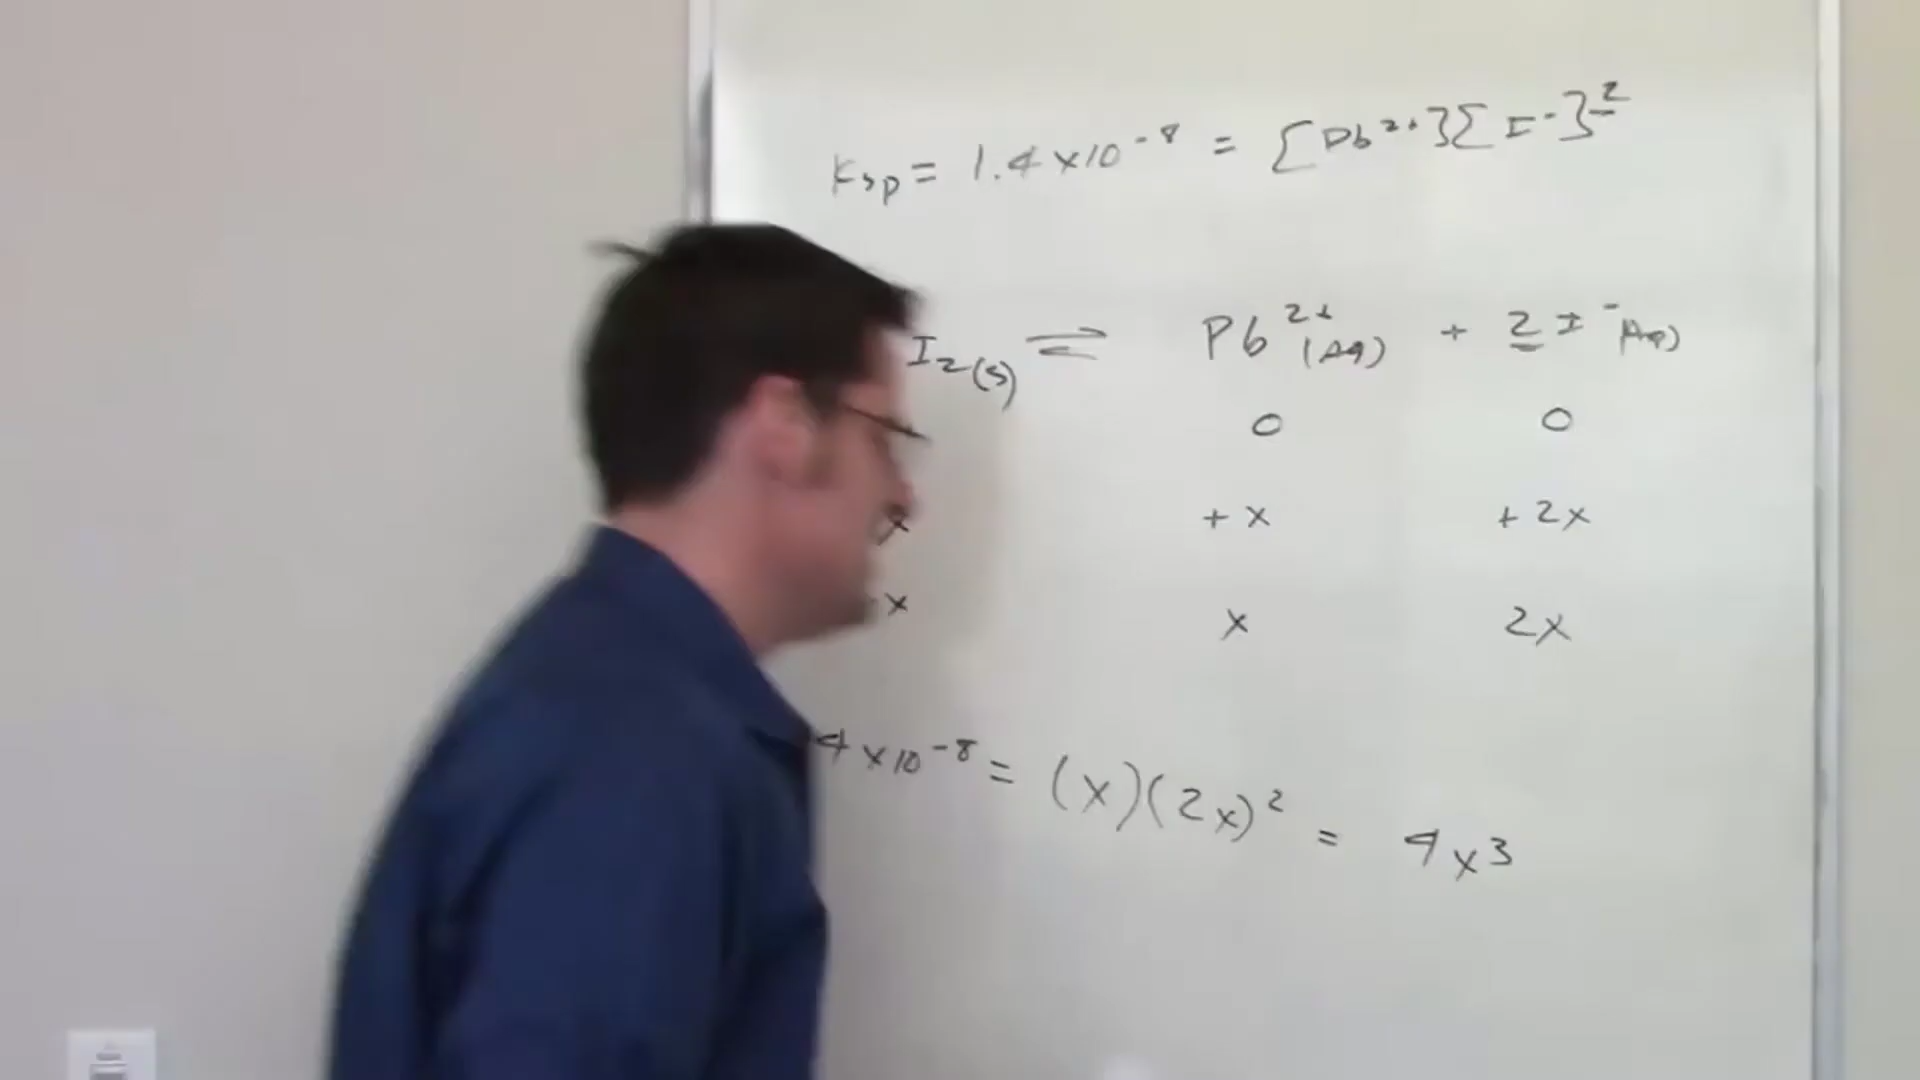 Ksp = 1.4 x 10⁻⁸ = [Pb²⁺][I⁻]²
I₂(s) ⇌ Pb²⁺(aq) + 2I⁻(aq)
0 0
x + x + 2x
x x 2x
4 x 10⁻⁸ = (x)(2x)² = 4x³